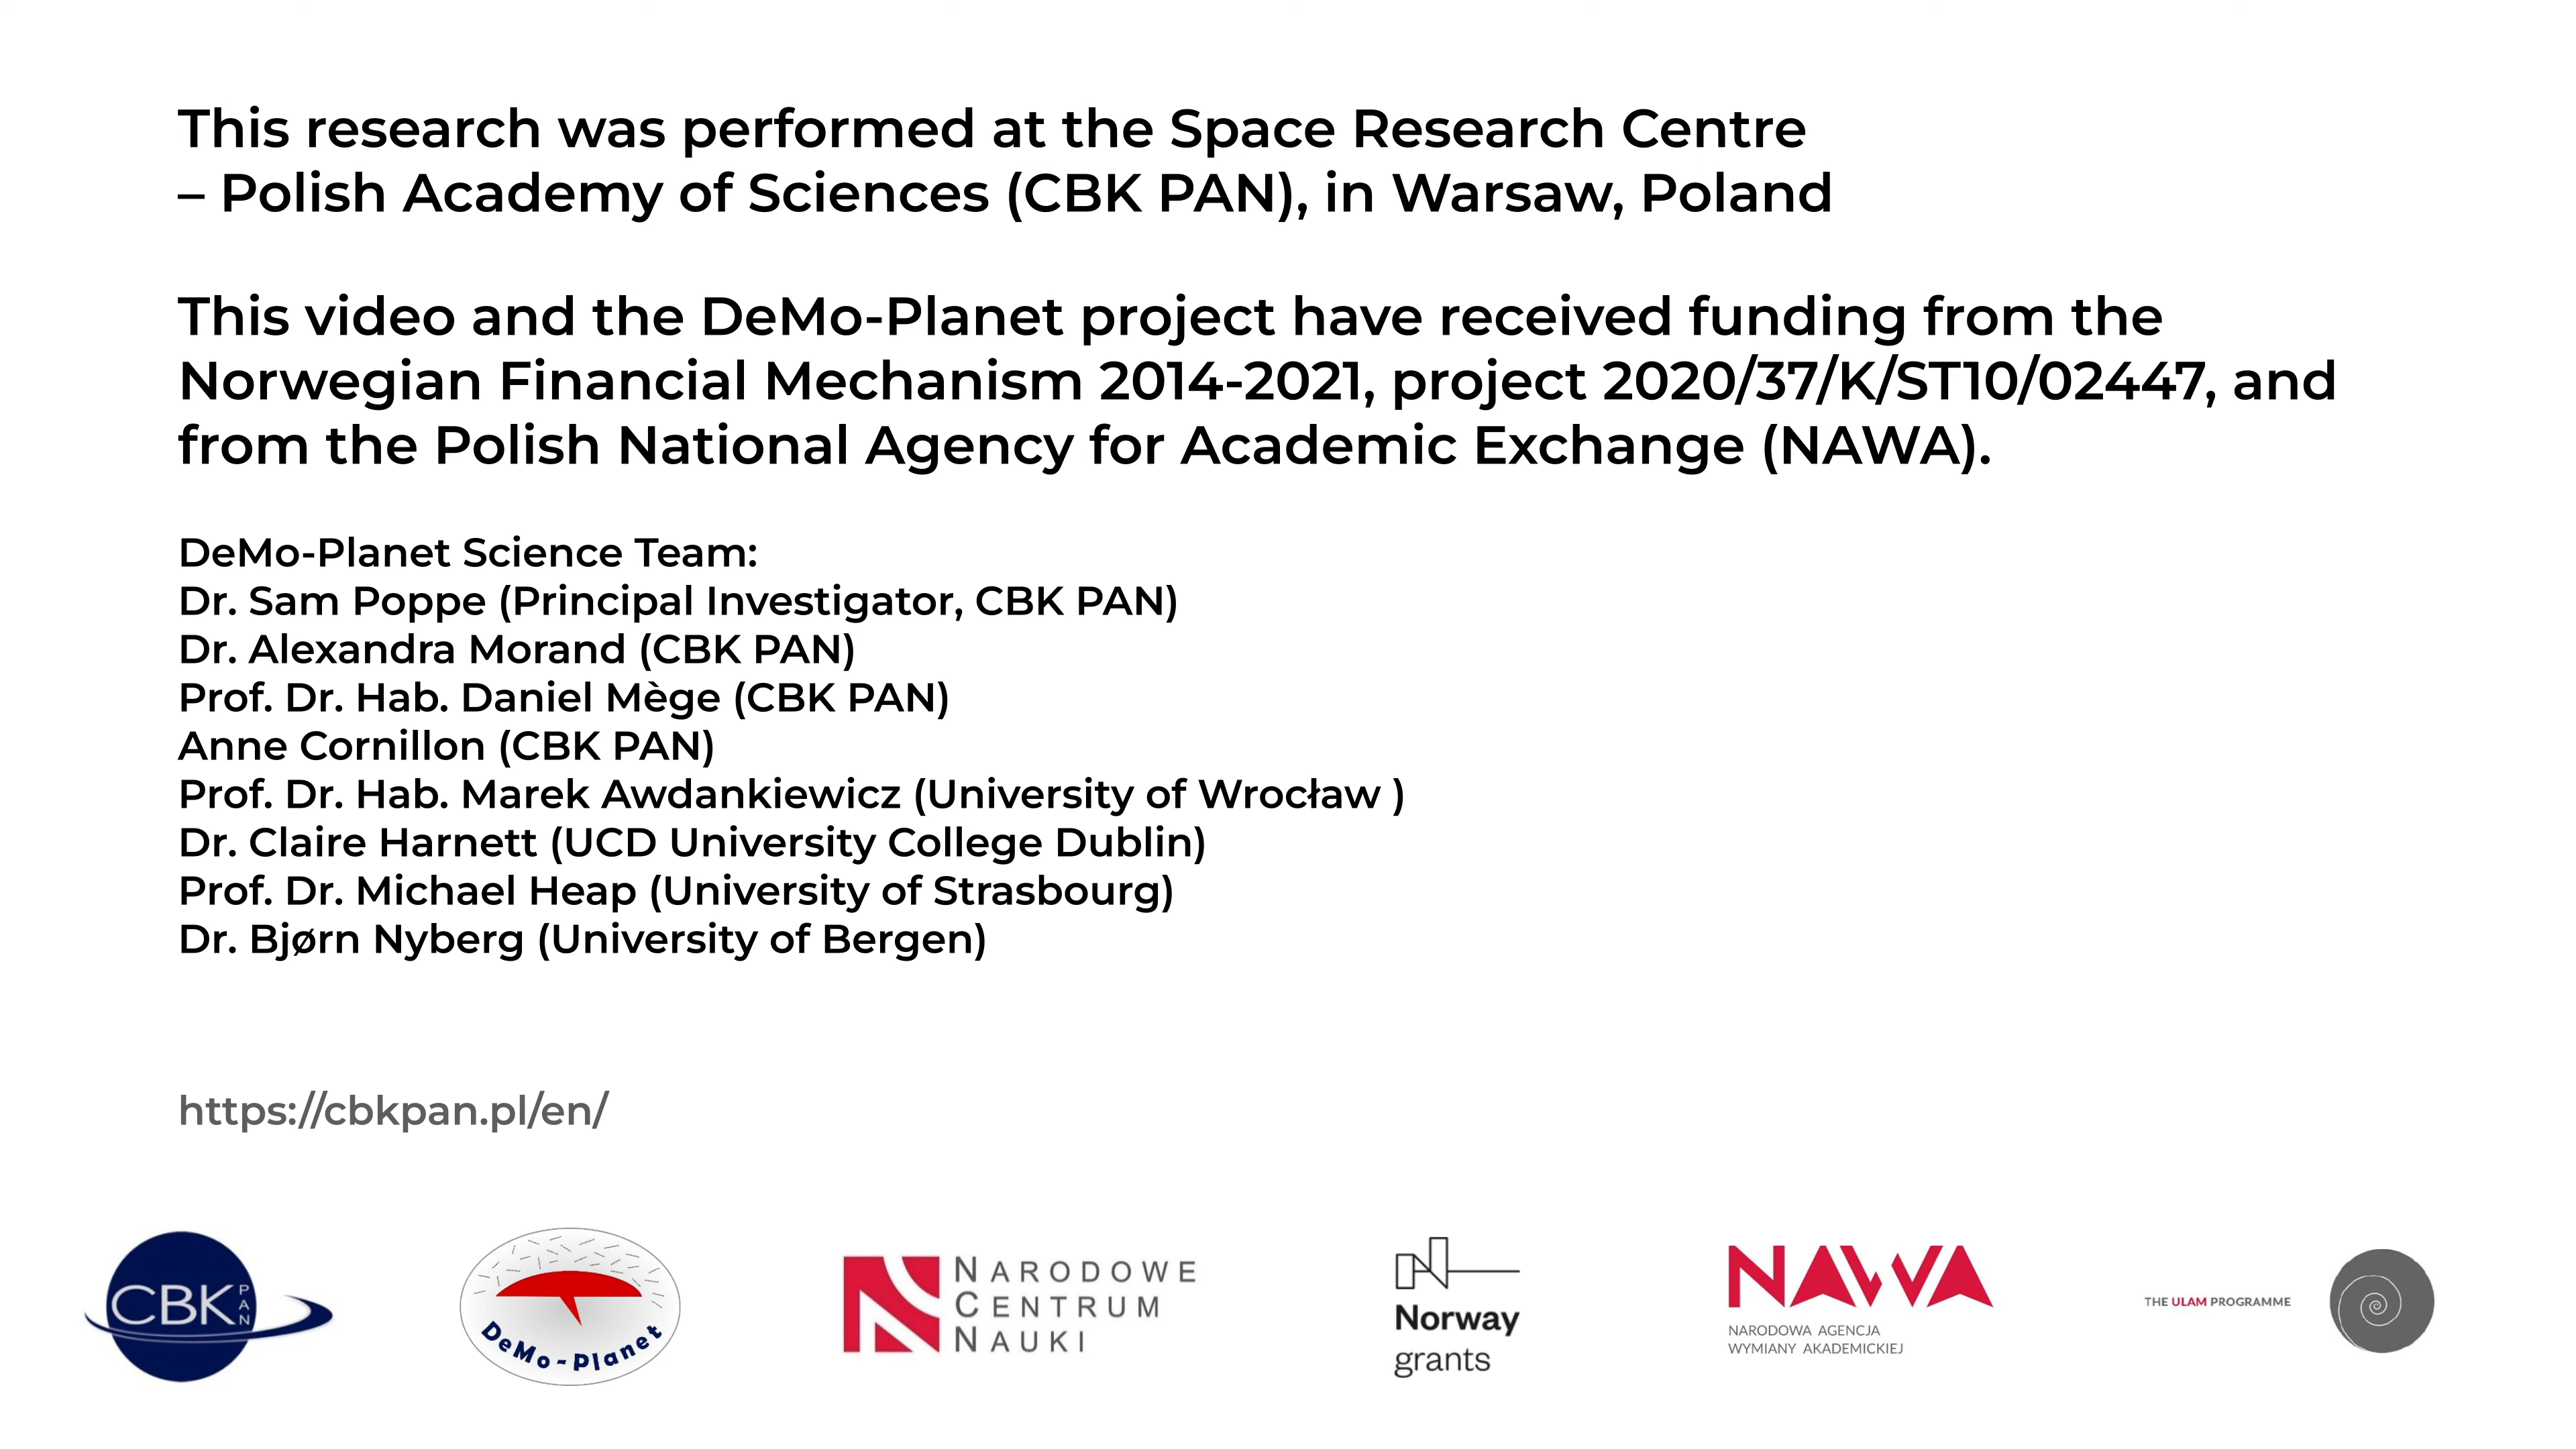 This research was performed at the Space Research Centre
– Polish Academy of Sciences (CBK PAN), in Warsaw, Poland
This video and the DeMo-Planet project have received funding from the
Norwegian Financial Mechanism 2014-2021, project 2020/37/K/ST10/02447, and
from the Polish National Agency for Academic Exchange (NAWA).
DeMo-Planet Science Team:
Dr. Sam Poppe (Principal Investigator, CBK PAN)
Dr. Alexandra Morand (CBK PAN)
Prof. Dr. Hab. Daniel Mège (CBK PAN)
Anne Cornillon (CBK PAN)
Prof. Dr. Hab. Marek Awdankiewicz (University of Wrocław )
Dr. Claire Harnett (UCD University College Dublin)
Prof. Dr. Michael Heap (University of Strasbourg)
Dr. Bjørn Nyberg (University of Bergen)
https://cbkpan.pl/en/
CBK PAN
DeMo-Planet
NARODOWE
CENTRUM
NAUKI
Norway
grants
NAWA
NARODOWA AGENCJA
WYMIANY AKADEMICKIEJ
THE ULAM PROGRAMME